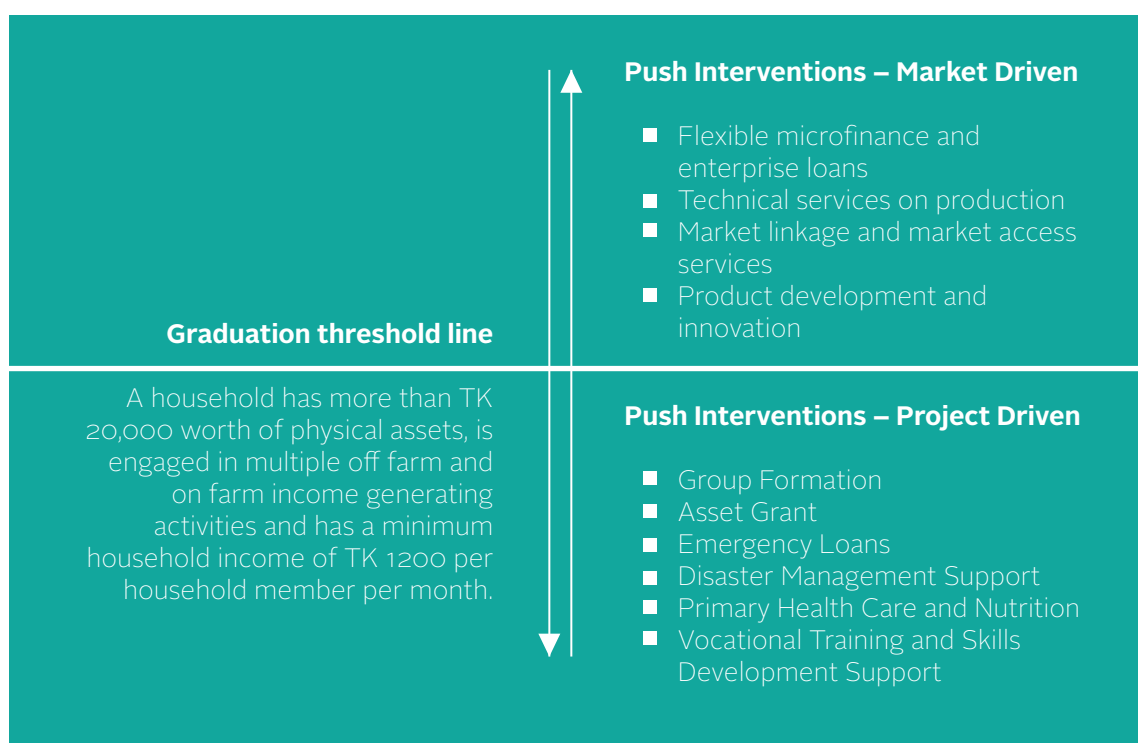 Push Interventions – Market Driven
Flexible microfinance and
enterprise loans
Technical services on production
Market linkage and market access
services
Product development and
innovation
Graduation threshold line
A household has more than TK
20,000 worth of physical assets, is
engaged in multiple off farm and
on farm income generating
activities and has a minimum
household income of TK 1200 per
household member per month.
Push Interventions – Project Driven
Group Formation
Asset Grant
Emergency Loans
Disaster Management Support
Primary Health Care and Nutrition
Vocational Training and Skills
Development Support